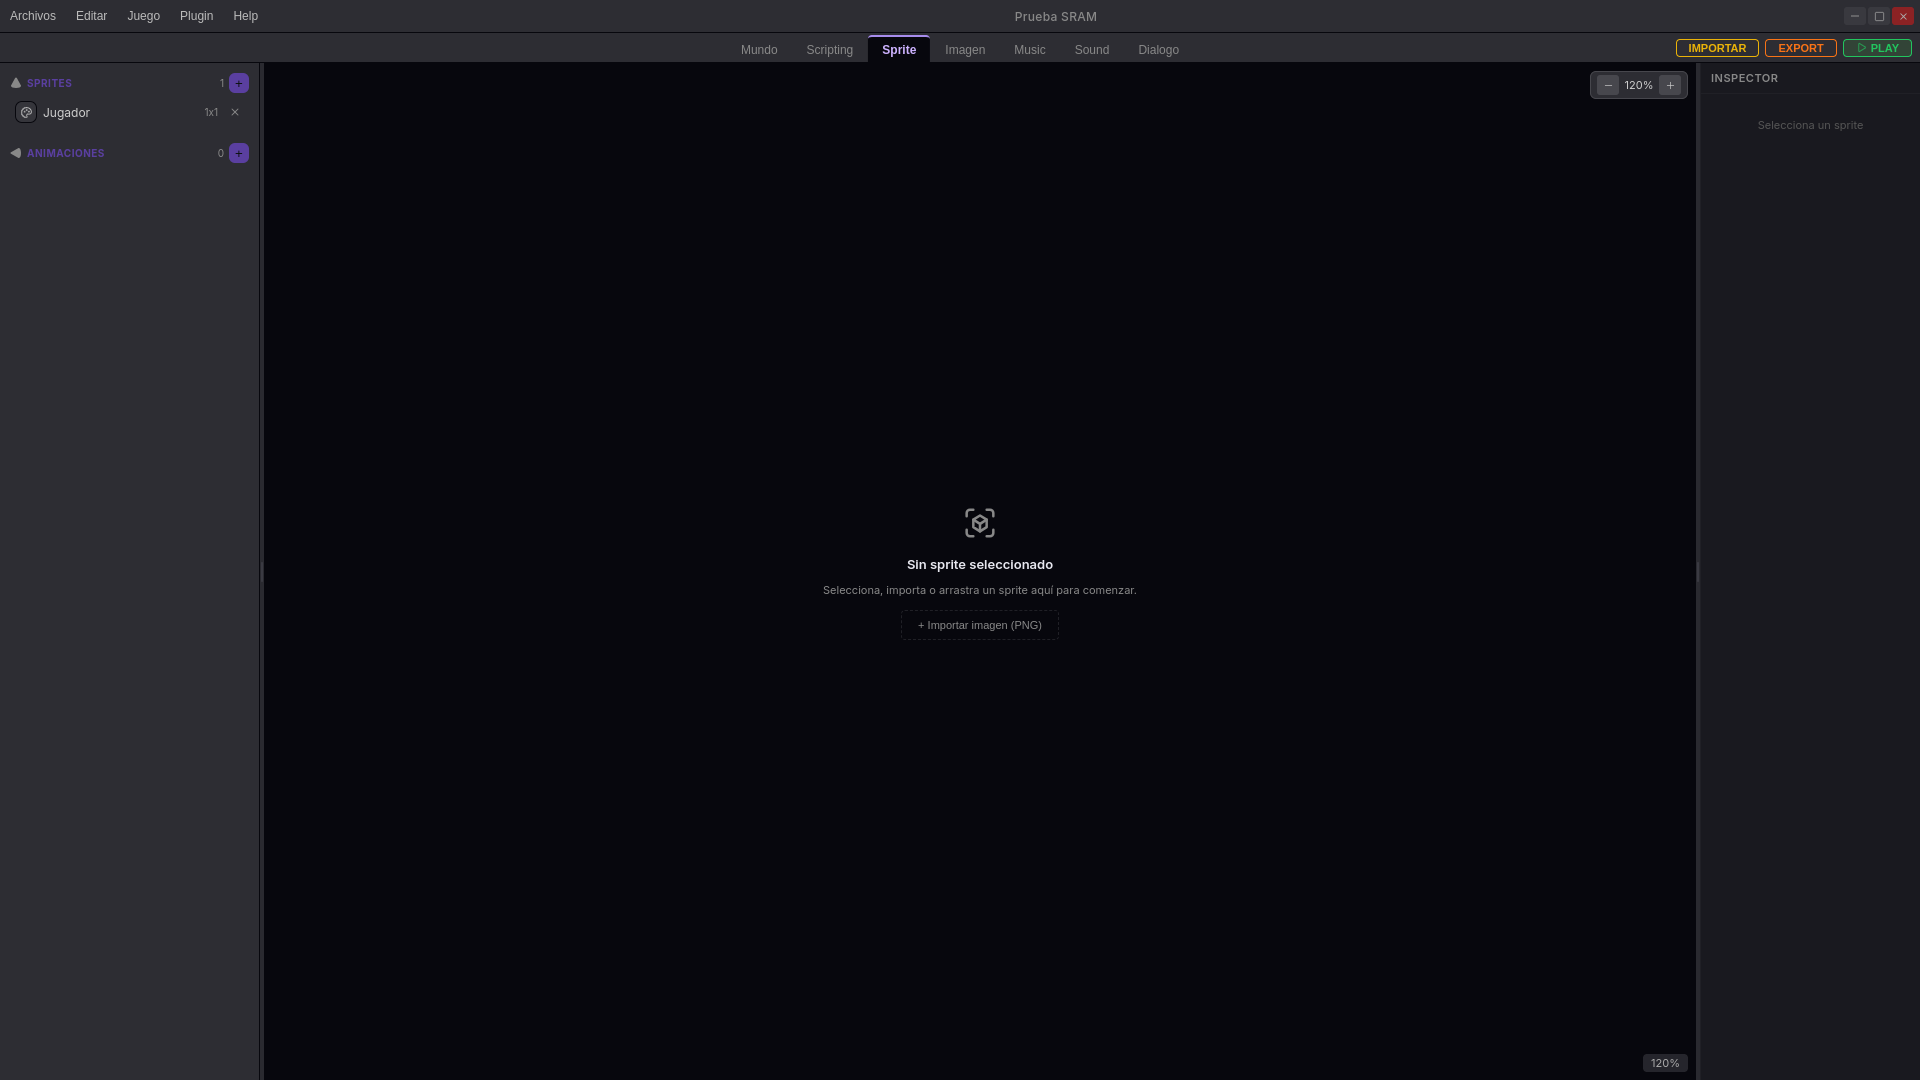 Archivos Editar Juego Plugin Help
Prueba SRAM
Mundo Scripting Sprite Imagen Music Sound Dialogo
IMPORTAR EXPORT PLAY
SPRITES 1 +
Jugador 1x1 ×
ANIMACIONES 0 +
− 120% +
INSPECTOR
Selecciona un sprite
Sin sprite seleccionado
Selecciona, importa o arrastra un sprite aquí para comenzar.
+ Importar imagen (PNG)
120%